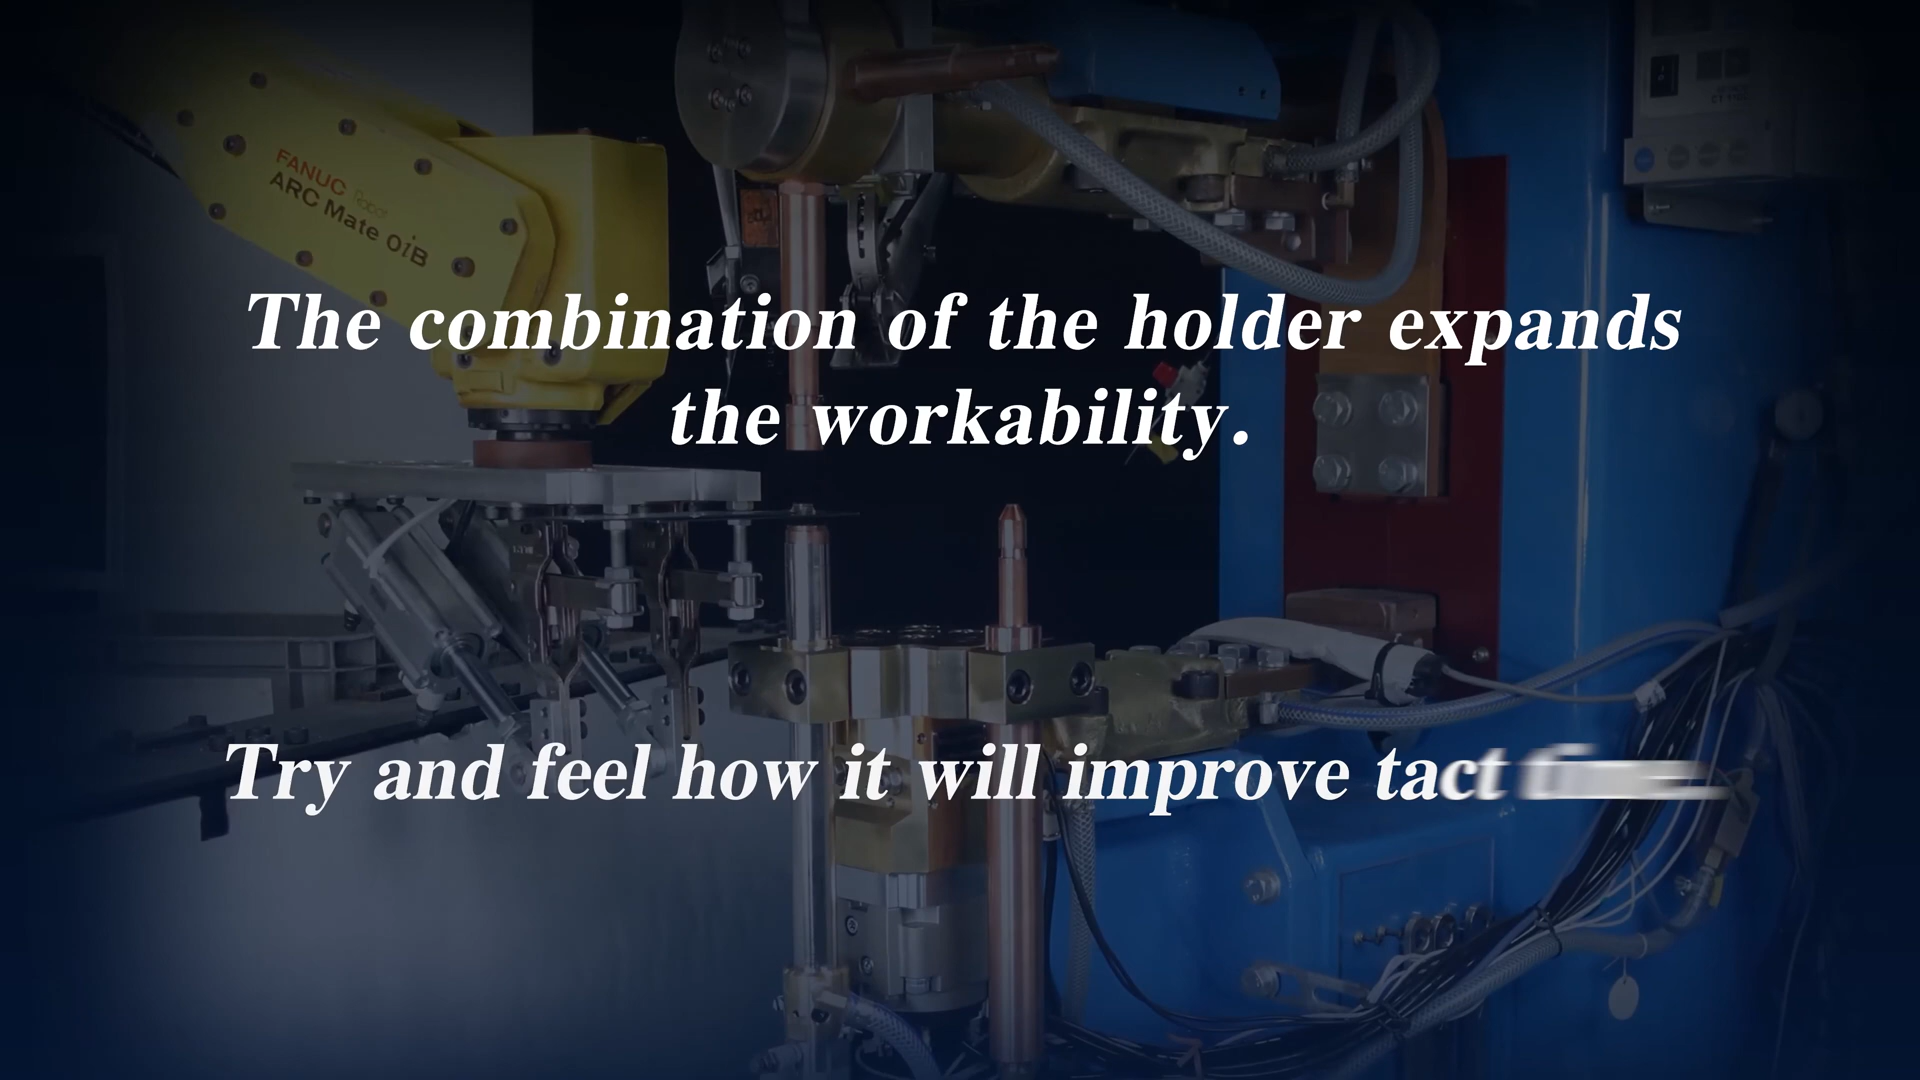 FANUC Robot
ARC Mate 0iB
The combination of the holder expands
the workability.
Try and feel how it will improve tact